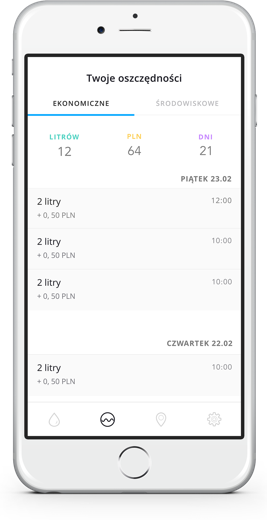 Twoje oszczędności
EKONOMICZNE ŚRODOWISKOWE
LITRÓW PLN DNI
12 64 21
PIĄTEK 23.02
2 litry 12:00
+ 0, 50 PLN
2 litry 10:00
+ 0, 50 PLN
2 litry 10:00
+ 0, 50 PLN
CZWARTEK 22.02
2 litry 10:00
+ 0, 50 PLN